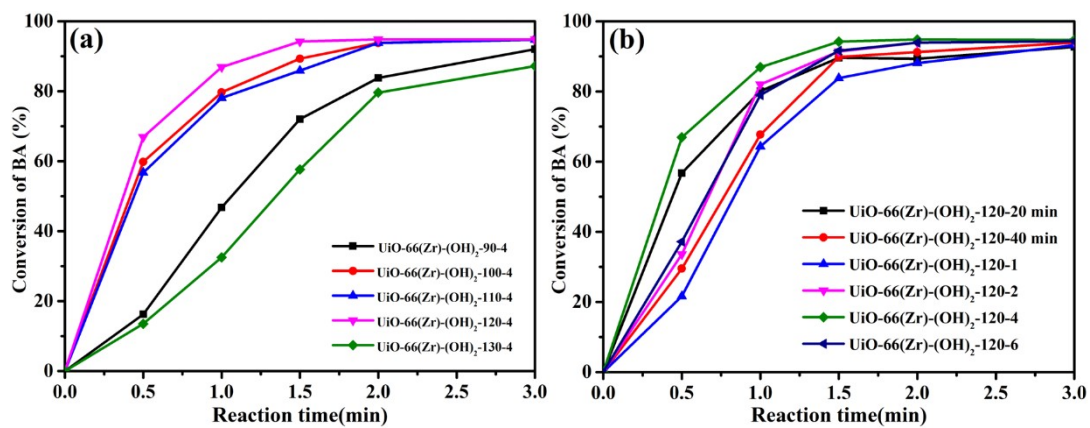 (a)
Conversion of BA (%)
100
80
60
40
20
0
0.0 0.5 1.0 1.5 2.0 2.5 3.0
Reaction time(min)
UiO-66(Zr)-(OH)₂-90-4
UiO-66(Zr)-(OH)₂-100-4
UiO-66(Zr)-(OH)₂-110-4
UiO-66(Zr)-(OH)₂-120-4
UiO-66(Zr)-(OH)₂-130-4
(b)
Conversion of BA (%)
100
80
60
40
20
0
0.0 0.5 1.0 1.5 2.0 2.5 3.0
Reaction time(min)
UiO-66(Zr)-(OH)₂-120-20 min
UiO-66(Zr)-(OH)₂-120-40 min
UiO-66(Zr)-(OH)₂-120-1
UiO-66(Zr)-(OH)₂-120-2
UiO-66(Zr)-(OH)₂-120-4
UiO-66(Zr)-(OH)₂-120-6